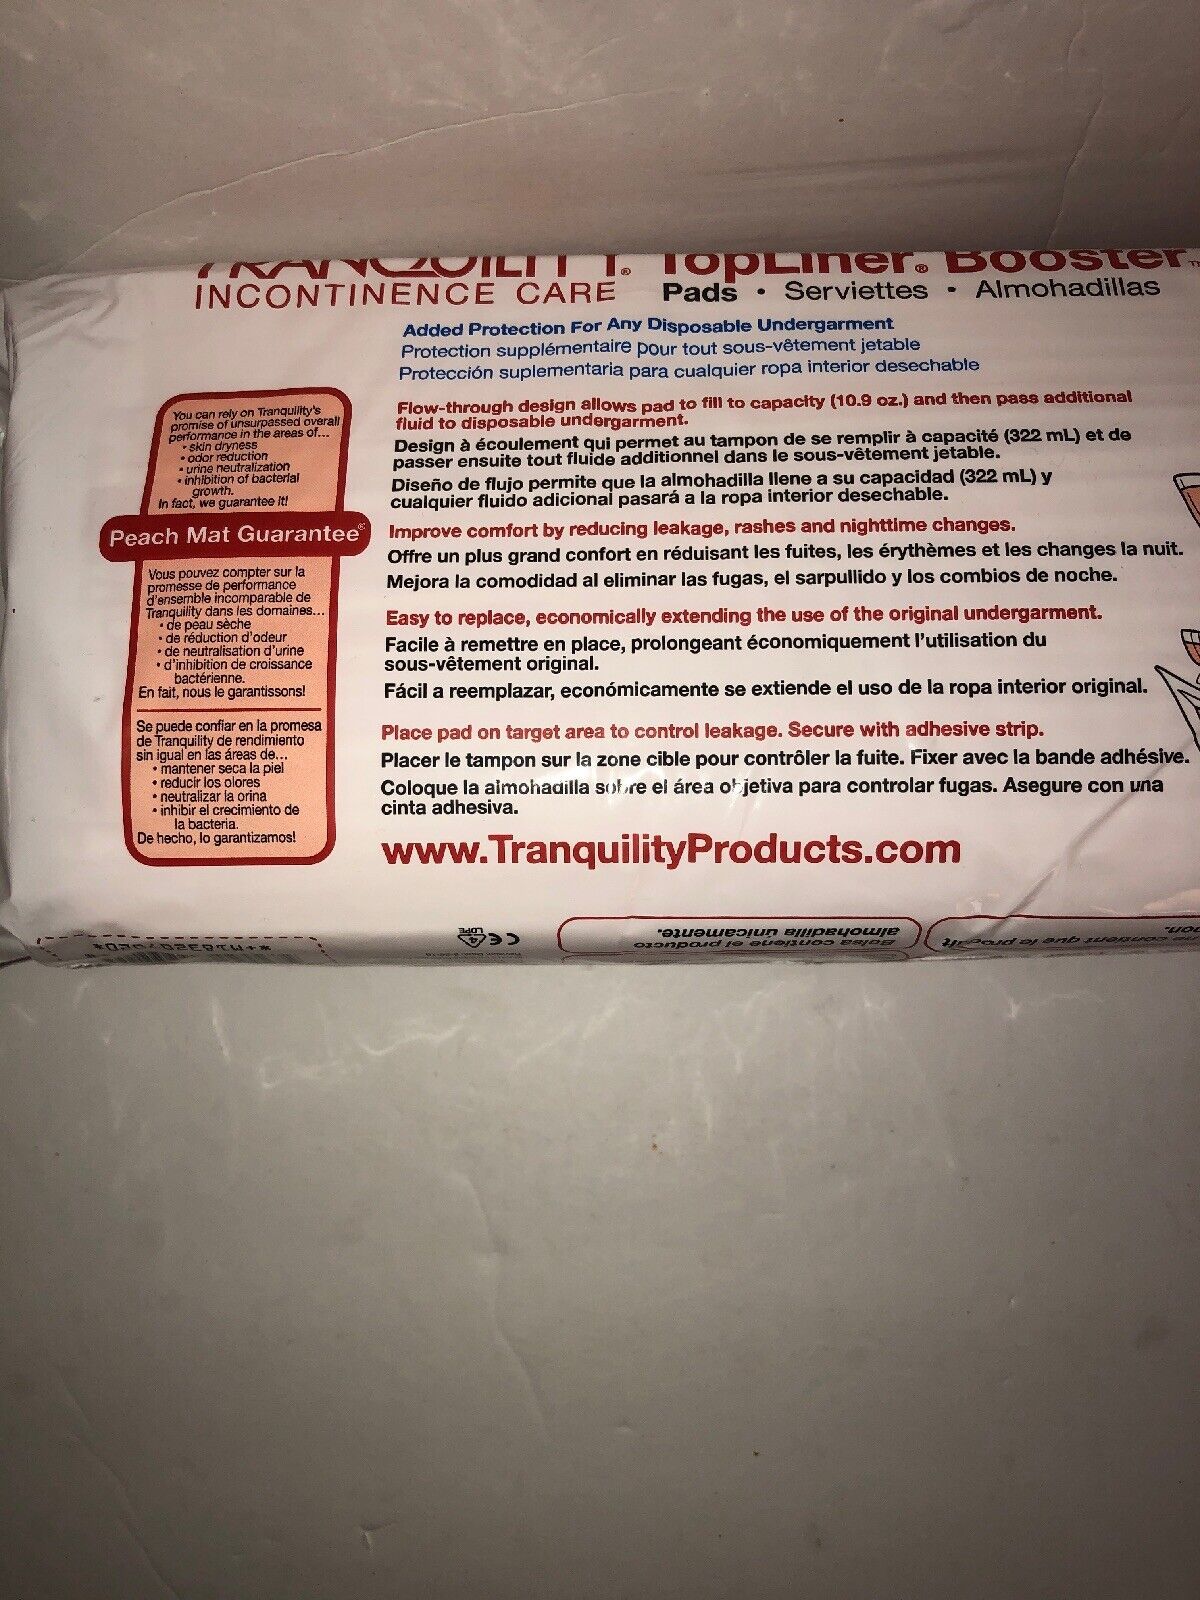 TRANQUILITY® TopLiner® Booster™
INCONTINENCE CARE Pads • Serviettes • Almohadillas
Added Protection For Any Disposable Undergarment
Protection supplémentaire pour tout sous-vêtement jetable
Protección suplementaria para cualquier ropa interior desechable
You can rely on Tranquility's
promise of unsurpassed overall
performance in the areas of...
• skin dryness
• odor reduction
• urine neutralization
• inhibition of bacterial
growth.
In fact, we guarantee it!
Peach Mat Guarantee®
Vous pouvez compter sur la
promesse de performance
d'ensemble incomparable de
Tranquility dans les domaines...
• de peau sèche
• de réduction d'odeur
• de neutralisation d'urine
• d'inhibition de croissance
bactérienne.
En fait, nous le garantissons!
Se puede confiar en la promesa
de Tranquility de rendimiento
sin igual en las áreas de...
• mantener seca la piel
• reducir los olores
• neutralizar la orina
• inhibir el crecimiento de
la bacteria.
De hecho, lo garantizamos!
Flow-through design allows pad to fill to capacity (10.9 oz.) and then pass additional
fluid to disposable undergarment.
Design à écoulement qui permet au tampon de se remplir à capacité (322 mL) et de
passer ensuite tout fluide additionnel dans le sous-vêtement jetable.
Diseño de flujo permite que la almohadilla llene a su capacidad (322 mL) y
cualquier fluido adicional pasará a la ropa interior desechable.
Improve comfort by reducing leakage, rashes and nighttime changes.
Offre un plus grand confort en réduisant les fuites, les érythèmes et les changes la nuit.
Mejora la comodidad al eliminar las fugas, el sarpullido y los combios de noche.
Easy to replace, economically extending the use of the original undergarment.
Facile à remettre en place, prolongeant économiquement l'utilisation du
sous-vêtement original.
Fácil a reemplazar, económicamente se extiende el uso de la ropa interior original.
Place pad on target area to control leakage. Secure with adhesive strip.
Placer le tampon sur la zone cible pour contrôler la fuite. Fixer avec la bande adhésive.
Coloque la almohadilla sobre el área objetiva para controlar fugas. Asegure con una
cinta adhesiva.
www.TranquilityProducts.com
4
LDPE
CE
Bolsa contiene el producto
almohadilla únicamente.
contient que le produit